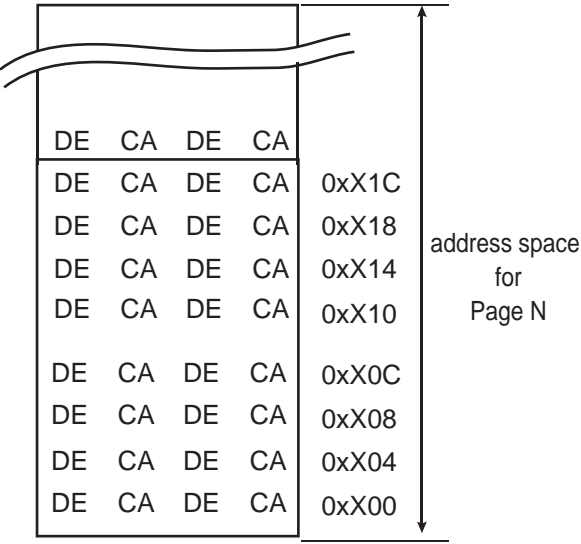 DE CA DE CA
DE CA DE CA 0xX1C
DE CA DE CA 0xX18
DE CA DE CA 0xX14
DE CA DE CA 0xX10
DE CA DE CA 0xX0C
DE CA DE CA 0xX08
DE CA DE CA 0xX04
DE CA DE CA 0xX00
address space
for
Page N